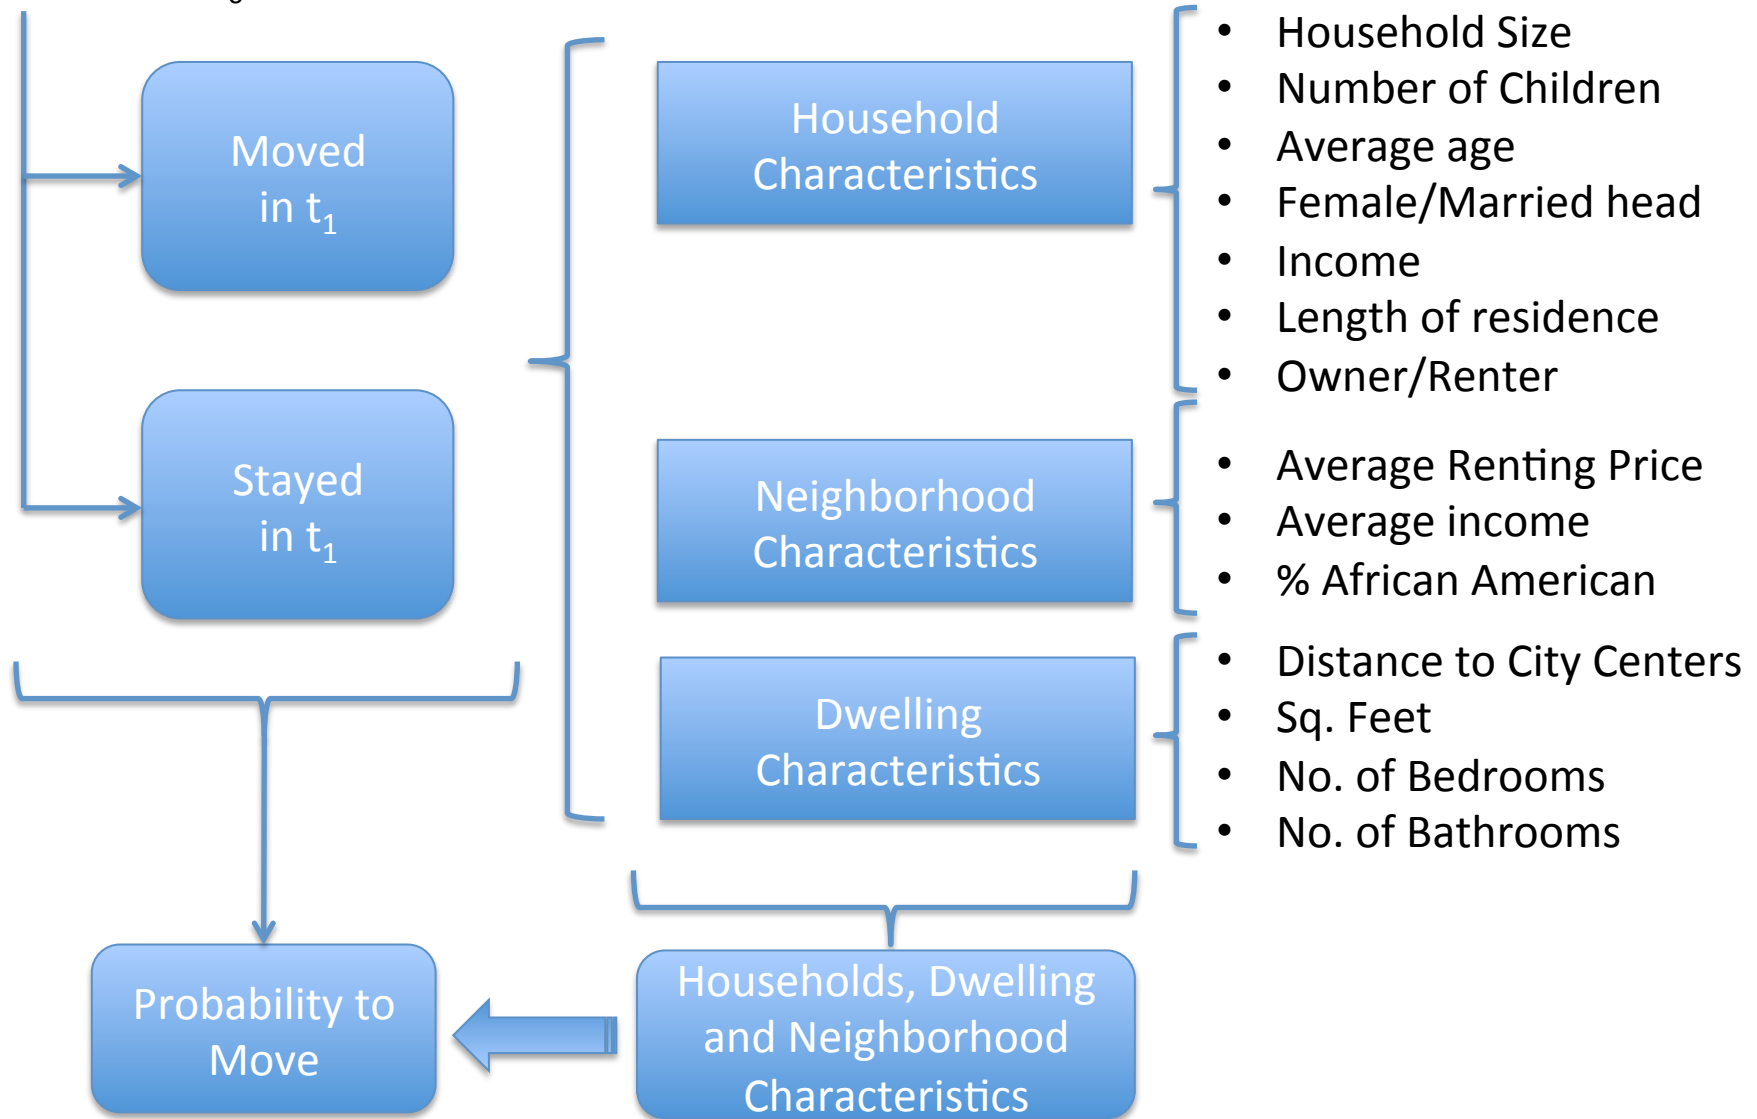 Moved
in t₁
Stayed
in t₁
Household
Characteristics
Neighborhood
Characteristics
Dwelling
Characteristics
• Household Size
• Number of Children
• Average age
• Female/Married head
• Income
• Length of residence
• Owner/Renter
• Average Renting Price
• Average income
• % African American
• Distance to City Centers
• Sq. Feet
• No. of Bedrooms
• No. of Bathrooms
Probability to
Move
Households, Dwelling
and Neighborhood
Characteristics